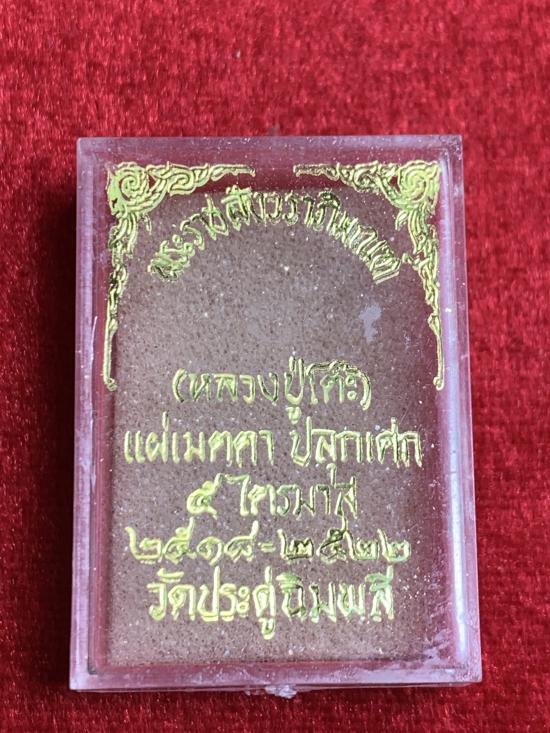 พระราชสังวราภิมณฑ์
(หลวงปู่โต๊ะ)
แผ่เมตตา ปลุกเศก
๕ ไตรมาส
๒๕๑๘-๒๕๒๒
วัดประดู่ฉิมพลี